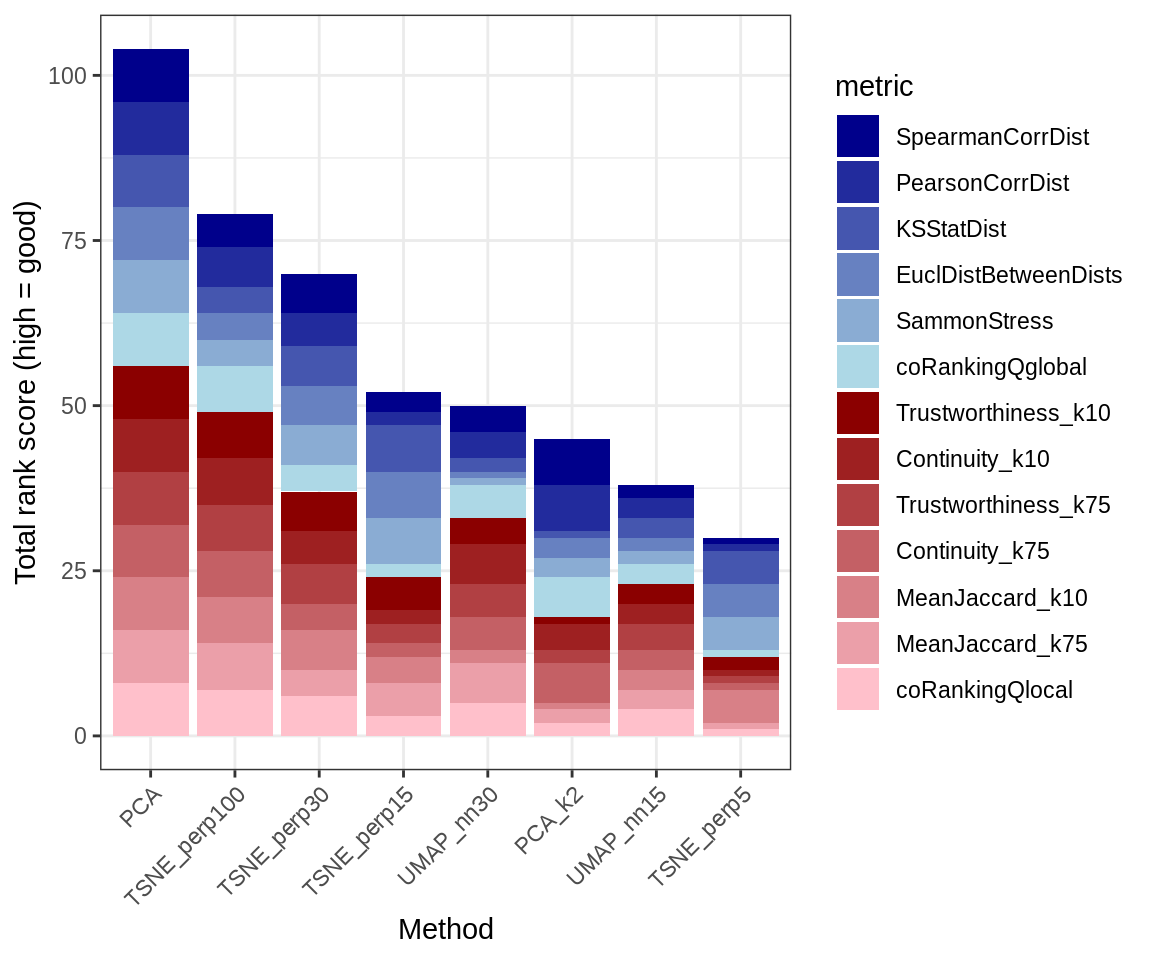 Total rank score (high = good)
100
75
50
25
0
PCA
TSNE_perp100
TSNE_perp30
TSNE_perp15
UMAP_nn30
PCA_k2
UMAP_nn15
TSNE_perp5
Method
metric
SpearmanCorrDist
PearsonCorrDist
KSStatDist
EuclDistBetweenDists
SammonStress
coRankingQglobal
Trustworthiness_k10
Continuity_k10
Trustworthiness_k75
Continuity_k75
MeanJaccard_k10
MeanJaccard_k75
coRankingQlocal